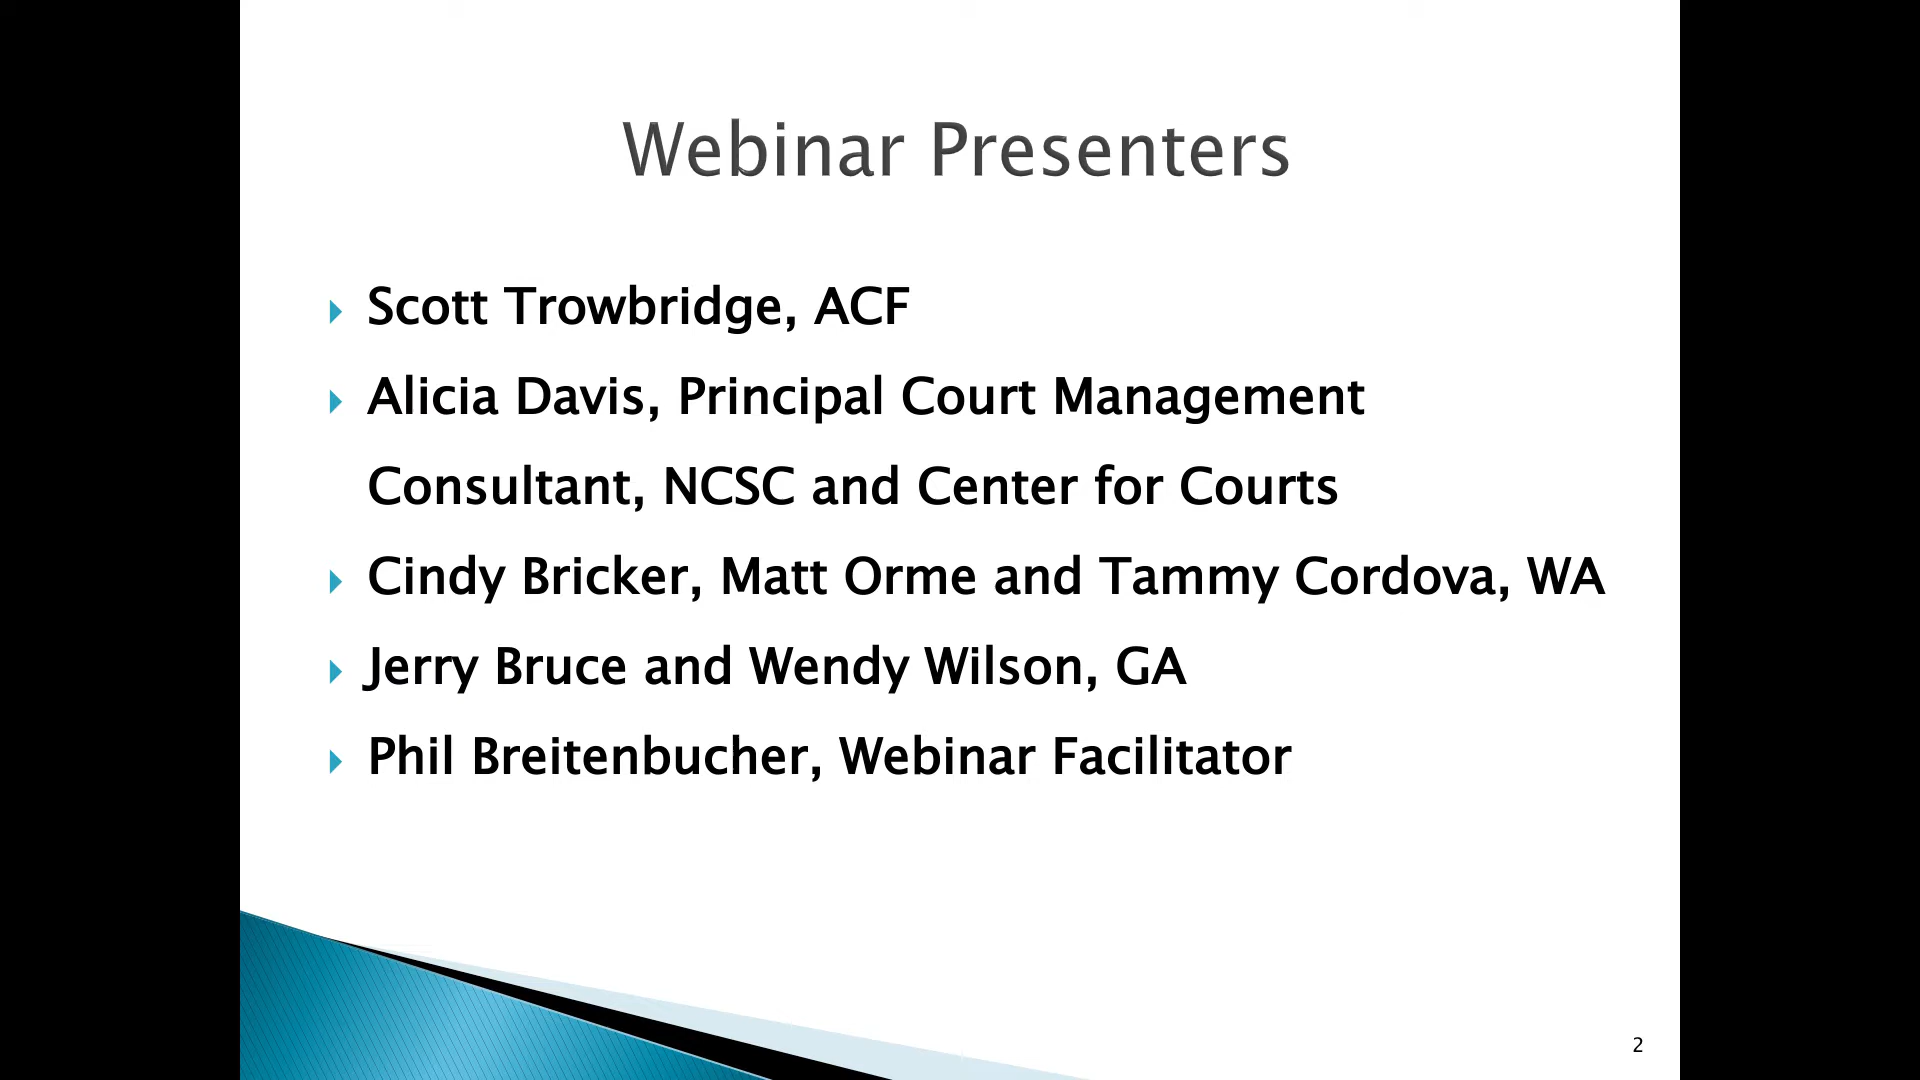 Webinar Presenters
Scott Trowbridge, ACF
Alicia Davis, Principal Court Management
Consultant, NCSC and Center for Courts
Cindy Bricker, Matt Orme and Tammy Cordova, WA
Jerry Bruce and Wendy Wilson, GA
Phil Breitenbucher, Webinar Facilitator
2